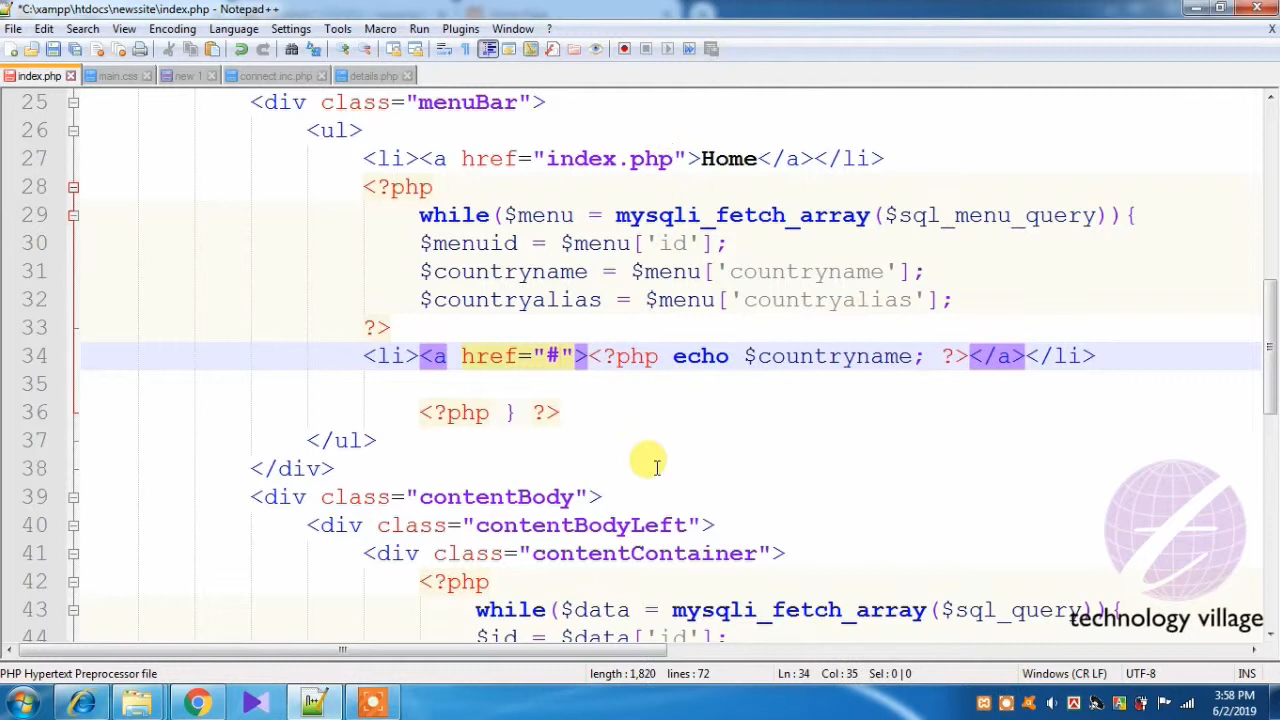 *C:\xampp\htdocs\newssite\index.php - Notepad++
File Edit Search View Encoding Language Settings Tools Macro Run Plugins Window ? X
index.php main.css new 1 connect.inc.php details.php
25 <div class="menuBar">
26 <ul>
27 <li><a href="index.php">Home</a></li>
28 <?php
29 while($menu = mysqli_fetch_array($sql_menu_query)){
30 $menuid = $menu['id'];
31 $countryname = $menu['countryname'];
32 $countryalias = $menu['countryalias'];
33 ?>
34 <li><a href="#"><?php echo $countryname; ?></a></li>
35
36 <?php } ?>
37 </ul>
38 </div>
39 <div class="contentBody">
40 <div class="contentBodyLeft">
41 <div class="contentContainer">
42 <?php
43 while($data = mysqli_fetch_array($sql_query)){
44 $id = $data['id'];
technology village
PHP Hypertext Preprocessor file length : 1,820 lines : 72 Ln : 34 Col : 35 Sel : 0 | 0 Windows (CR LF) UTF-8 INS
3:58 PM
6/2/2019